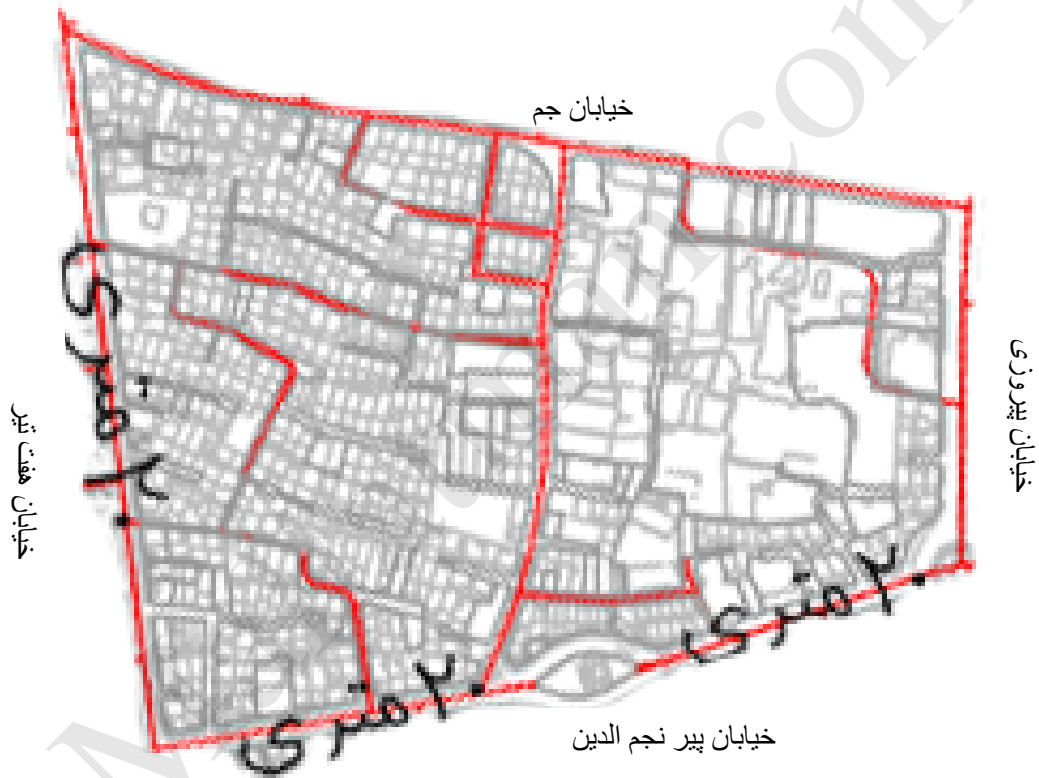 خیابان جم
خیابان پیروزی
خیابان هفت تیر
۲۰ متری
۲۰ متری
۲۰ متری
خیابان پیر نجم الدین